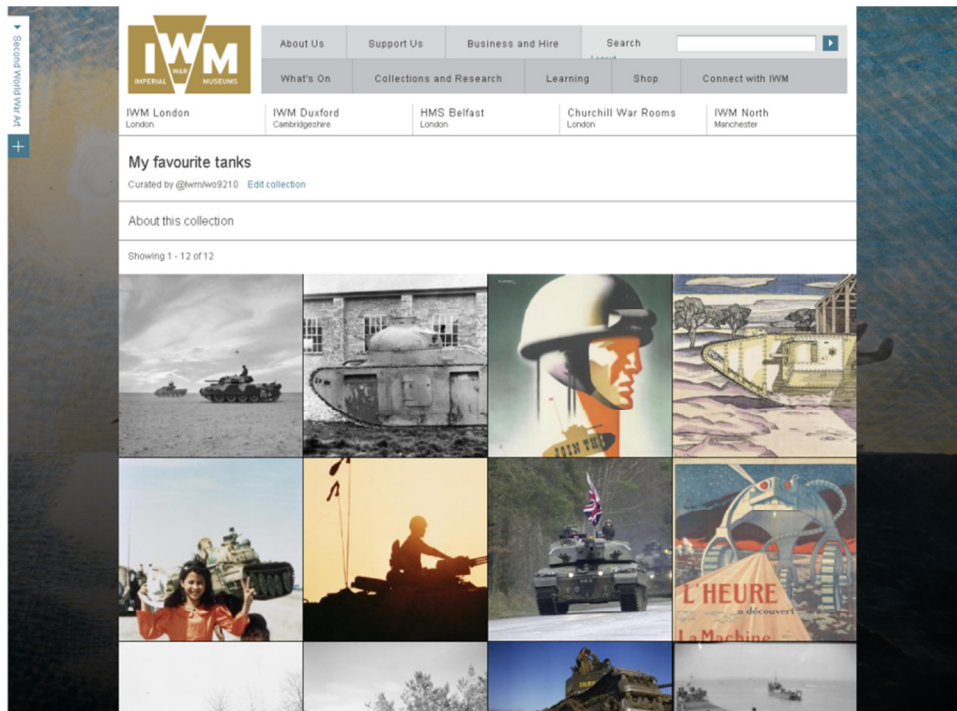 Second World War Art
+
IWM
IMPERIAL WAR MUSEUMS
About Us
Support Us
Business and Hire
Search
What's On
Collections and Research
Learning
Shop
Connect with IWM
IWM London
London
IWM Duxford
Cambridgeshire
HMS Belfast
London
Churchill War Rooms
London
IWM North
Manchester
My favourite tanks
Curated by @Iwm/wo9210 Edit collection
About this collection
Showing 1 - 12 of 12
JOIN THE
L'HEURE
a découvert
La Machine